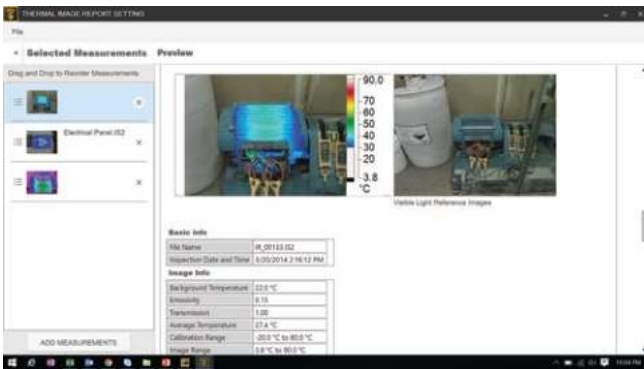 THERMAL IMAGE REPORT SETTING
File
Selected Measurements
Preview
Drag and Drop to Reorder Measurements
Electrical Panel.IS2
ADD MEASUREMENTS
90.0
70
60
50
40
30
20
3.8
°C
Visible Light Reference Images
Basic Info
File Name IR_00133.IS2
Inspection Date and Time 3/20/2014 2:16:12 PM
Image Info
Background Temperature 22.0 °C
Emissivity 0.15
Transmission 1.00
Average Temperature 27.4 °C
Calibration Range -20.0 °C to 80.0 °C
Image Range 3.8 °C to 90.0 °C